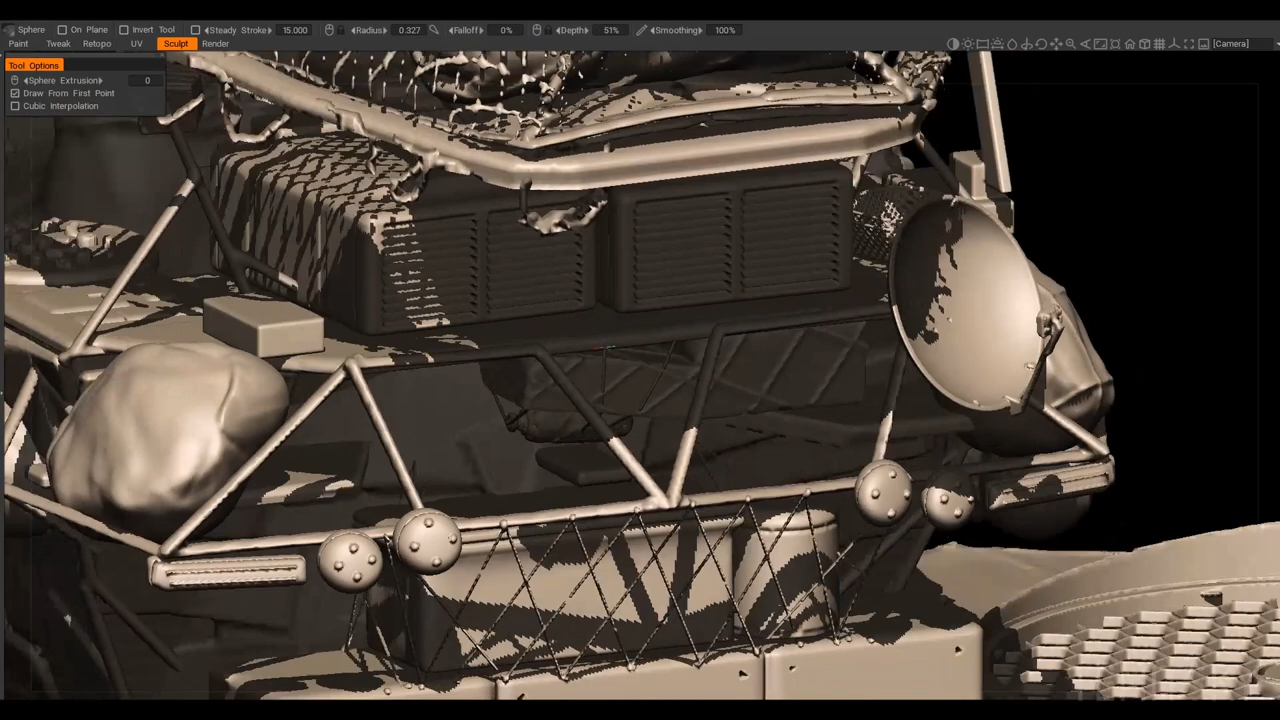 Sphere On Plane Invert Tool Steady Stroke 15.000 Radius 0.327 Falloff 0% Depth 51% Smoothing 100%
Paint Tweak Retopo UV Sculpt Render [Camera]
Tool Options
Sphere Extrusion 0
Draw From First Point
Cubic Interpolation